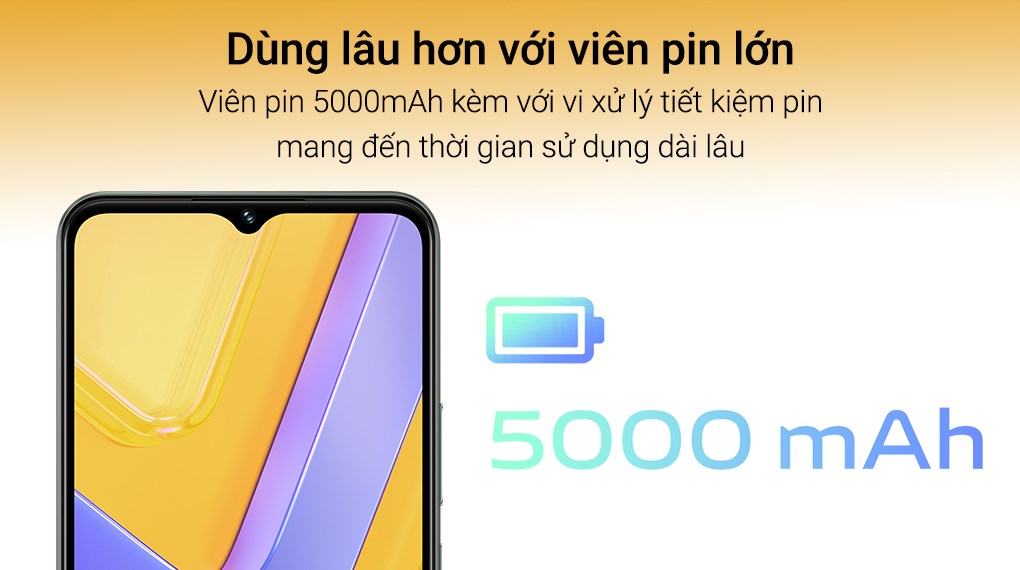 Dùng lâu hơn với viên pin lớn
Viên pin 5000mAh kèm với vi xử lý tiết kiệm pin
mang đến thời gian sử dụng dài lâu
5000 mAh